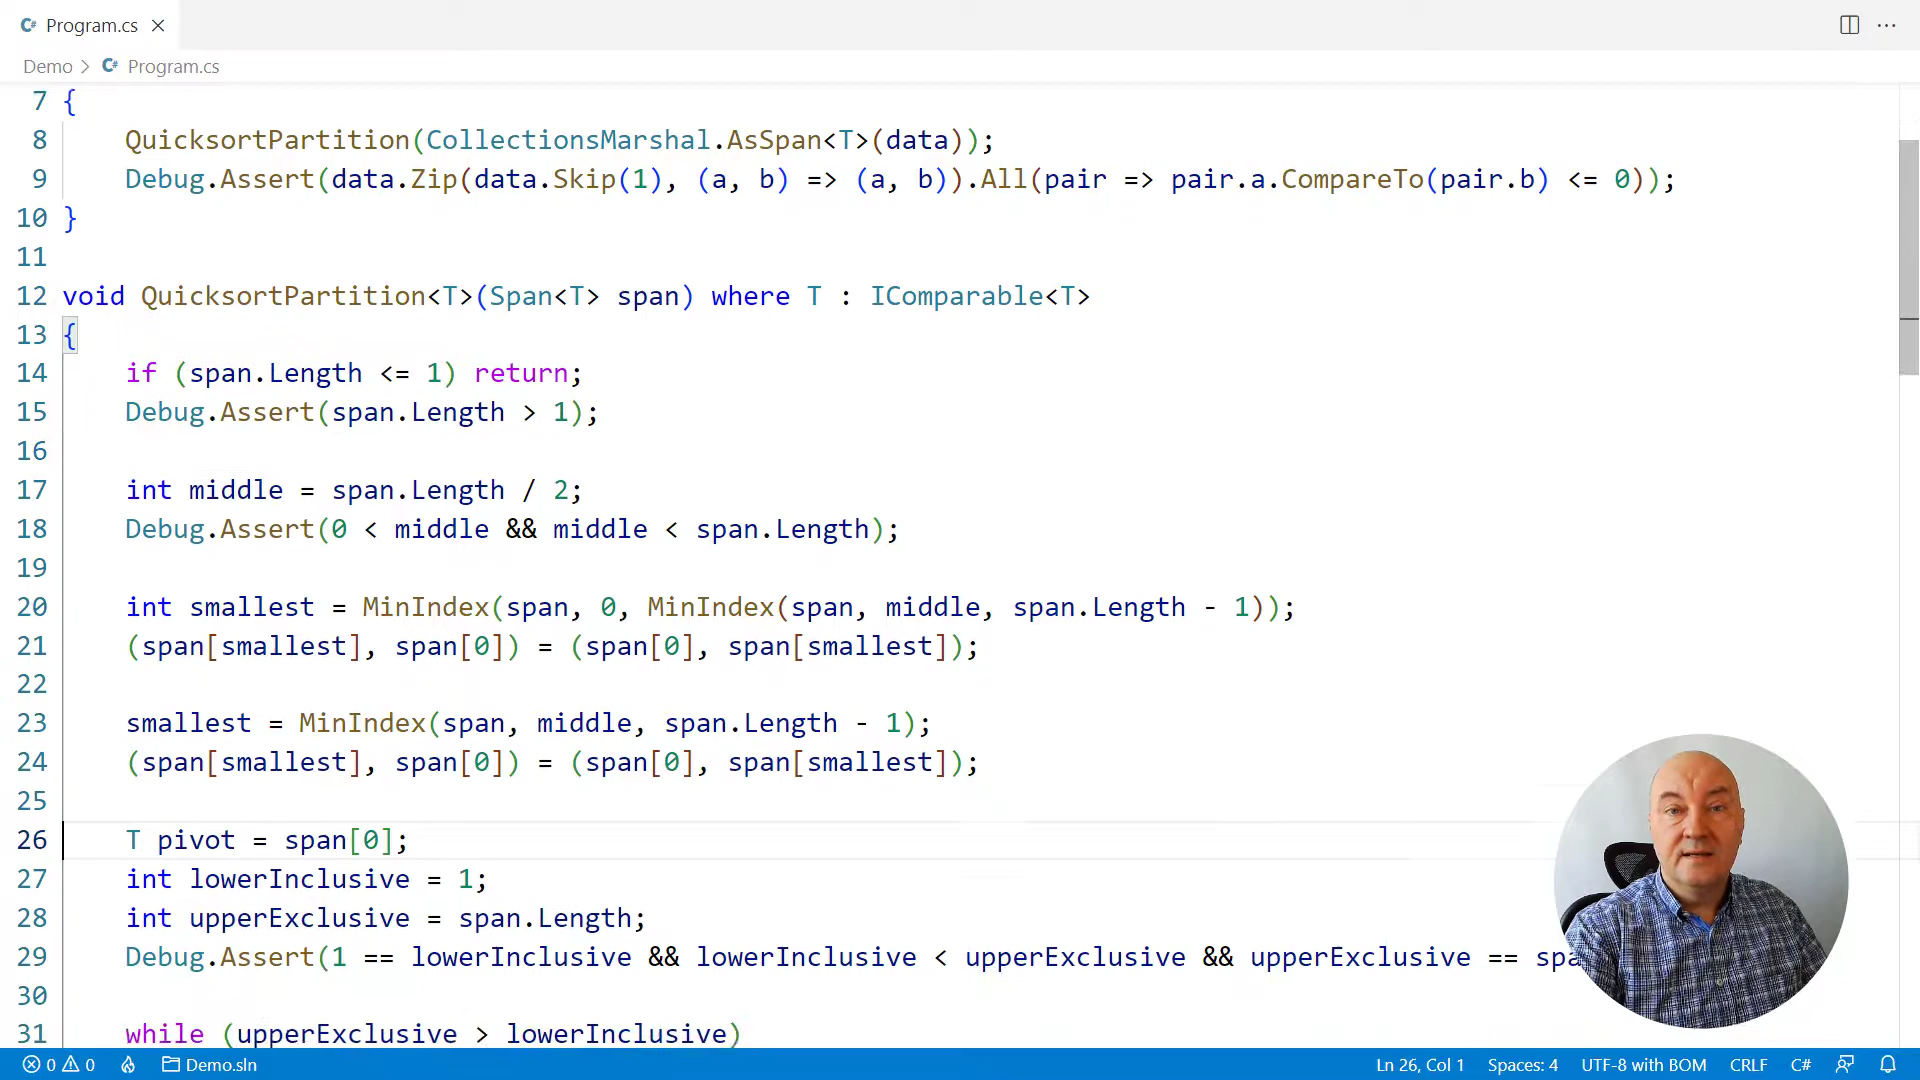 C# Program.cs ×
Demo > C# Program.cs
7 {
8     QuicksortPartition(CollectionsMarshal.AsSpan<T>(data));
9     Debug.Assert(data.Zip(data.Skip(1), (a, b) => (a, b)).All(pair => pair.a.CompareTo(pair.b) <= 0));
10 }
11
12 void QuicksortPartition<T>(Span<T> span) where T : IComparable<T>
13 {
14     if (span.Length <= 1) return;
15     Debug.Assert(span.Length > 1);
16
17     int middle = span.Length / 2;
18     Debug.Assert(0 < middle && middle < span.Length);
19
20     int smallest = MinIndex(span, 0, MinIndex(span, middle, span.Length - 1));
21     (span[smallest], span[0]) = (span[0], span[smallest]);
22
23     smallest = MinIndex(span, middle, span.Length - 1);
24     (span[smallest], span[0]) = (span[0], span[smallest]);
25
26     T pivot = span[0];
27     int lowerInclusive = 1;
28     int upperExclusive = span.Length;
29     Debug.Assert(1 == lowerInclusive && lowerInclusive < upperExclusive && upperExclusive ==
30
31     while (upperExclusive > lowerInclusive)
0 0 Demo.sln Ln 26, Col 1 Spaces: 4 UTF-8 with BOM CRLF C#